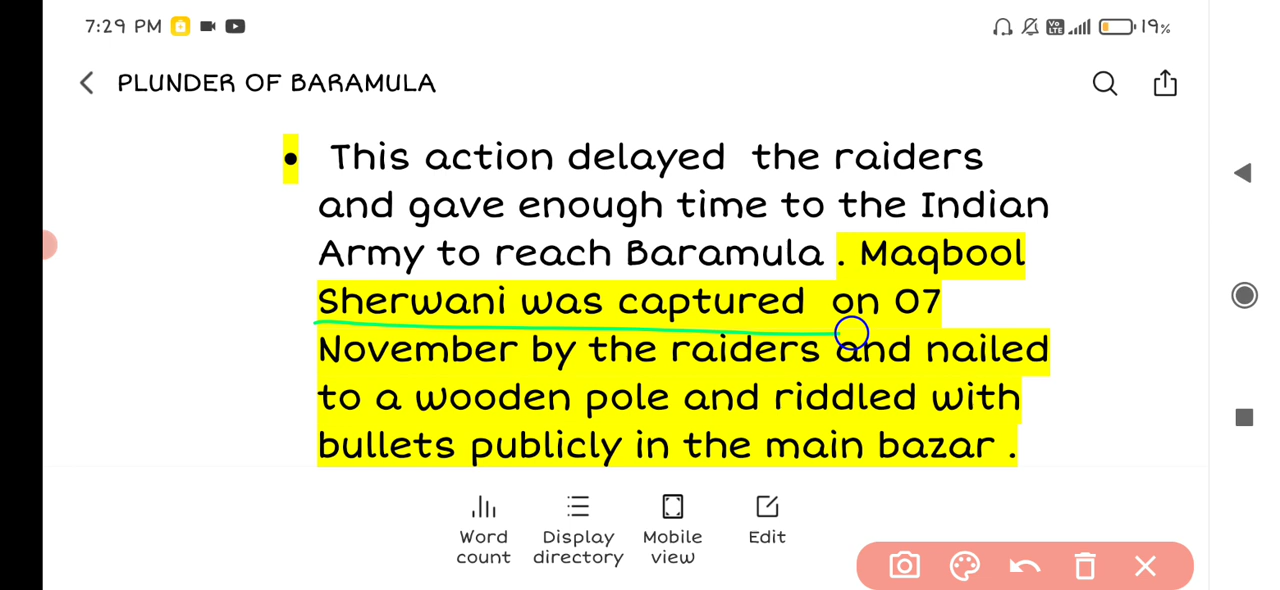 7:29 PM
Vo LTE 19%
PLUNDER OF BARAMULA
• This action delayed the raiders
and gave enough time to the Indian
Army to reach Baramula . Maqbool
Sherwani was captured on 07
November by the raiders and nailed
to a wooden pole and riddled with
bullets publicly in the main bazar .
Word count
Display directory
Mobile view
Edit